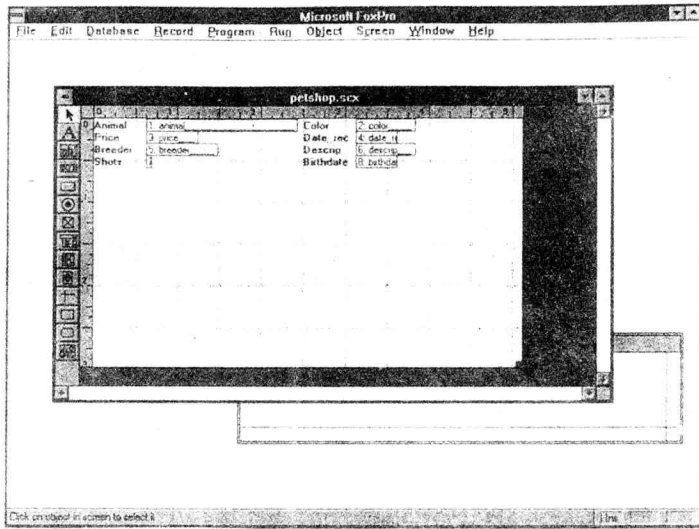 Microsoft FoxPro
File Edit Database Record Program Run Object Screen Window Help
petshop.scx
Animal 1: animal Color 2: color
Price 3: price Date_rec 4: date_r
Breeder 5: breeder Descrip 6: descrip
Shots Birthdate 8: birthda
Click on object in screen to select it
Ins